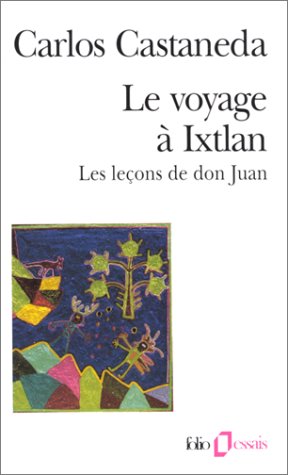 Carlos Castaneda
Le voyage
à Ixtlan
Les leçons de don Juan
folio essais